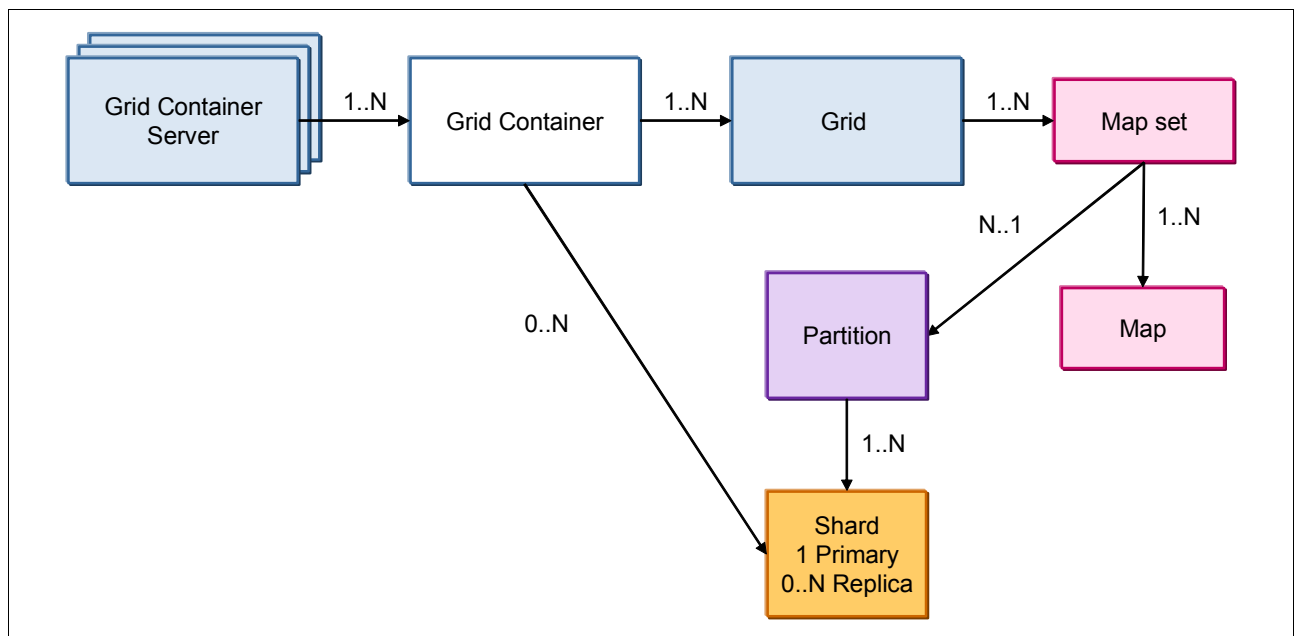 Grid Container
Server
1..N
Grid Container
1..N
Grid
1..N
Map set
N..1
1..N
0..N
Partition
Map
1..N
Shard
1 Primary
0..N Replica